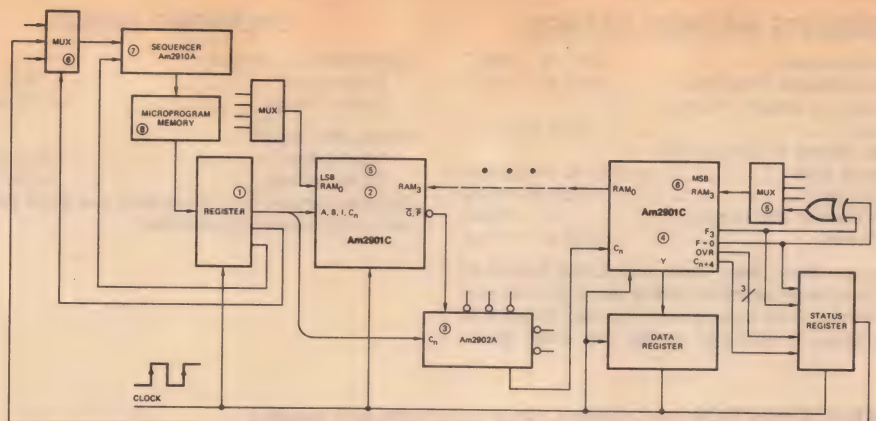 MUX
⑥
⑦
SEQUENCER
Am2910A
MICROPROGRAM
MEMORY
⑧
MUX
①
REGISTER
⑤
LSB
②
RAM0
RAM3
A, B, I, Cn
G̅, P̅
Am2901C
• • •
⑥
MSB
RAM0
RAM3
Am2901C
④
F3
F = 0
OVR
Cn+4
Cn
Y
MUX
⑤
3
③
Cn
Am2902A
DATA
REGISTER
STATUS
REGISTER
CLOCK